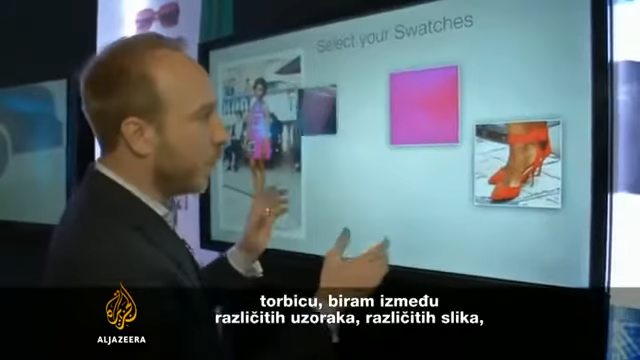 Select your Swatches
torbicu, biram između
različitih uzoraka, različitih slika,
ALJAZEERA